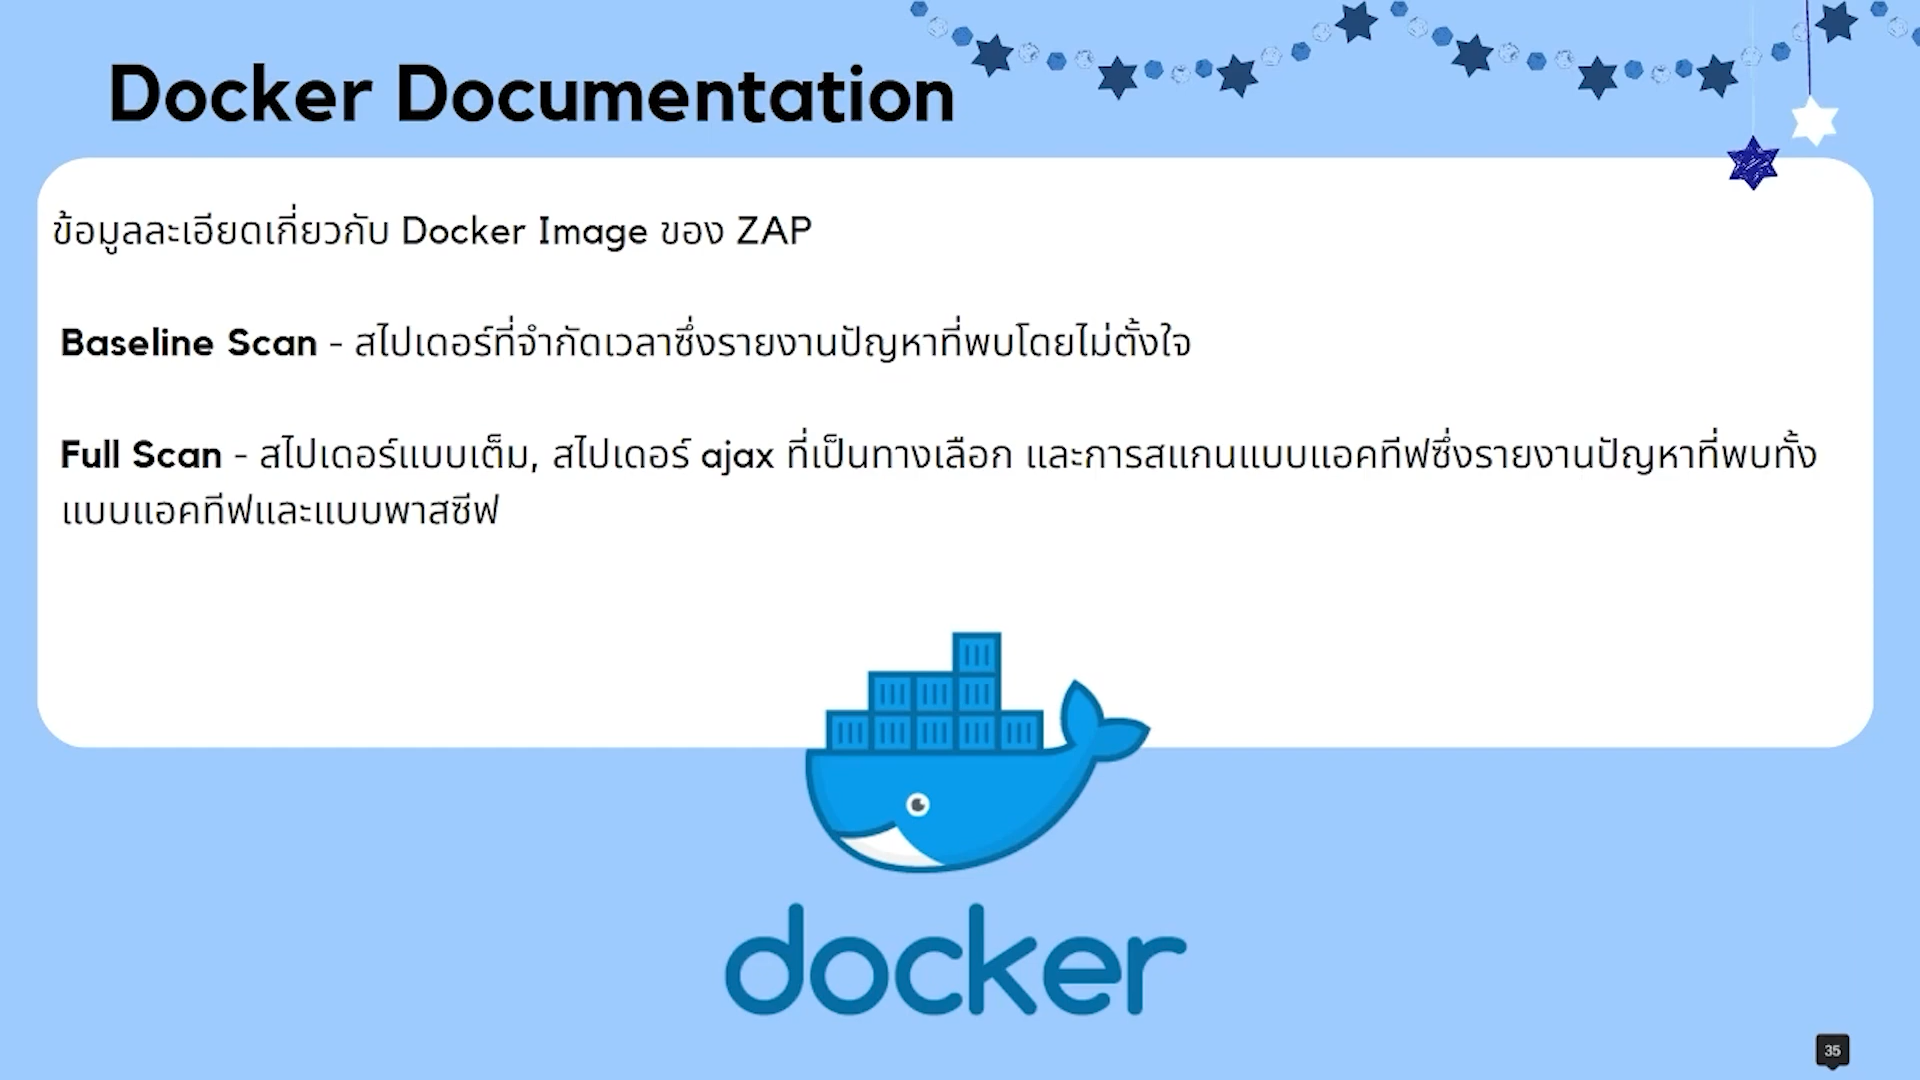 Docker Documentation
ข้อมูลละเอียดเกี่ยวกับ Docker Image ของ ZAP
Baseline Scan - สไปเดอร์ที่จำกัดเวลาซึ่งรายงานปัญหาที่พบโดยไม่ตั้งใจ
Full Scan - สไปเดอร์แบบเต็ม, สไปเดอร์ ajax ที่เป็นทางเลือก และการสแกนแบบแอคทีฟซึ่งรายงานปัญหาที่พบทั้ง
แบบแอคทีฟและแบบพาสซีฟ
docker
35